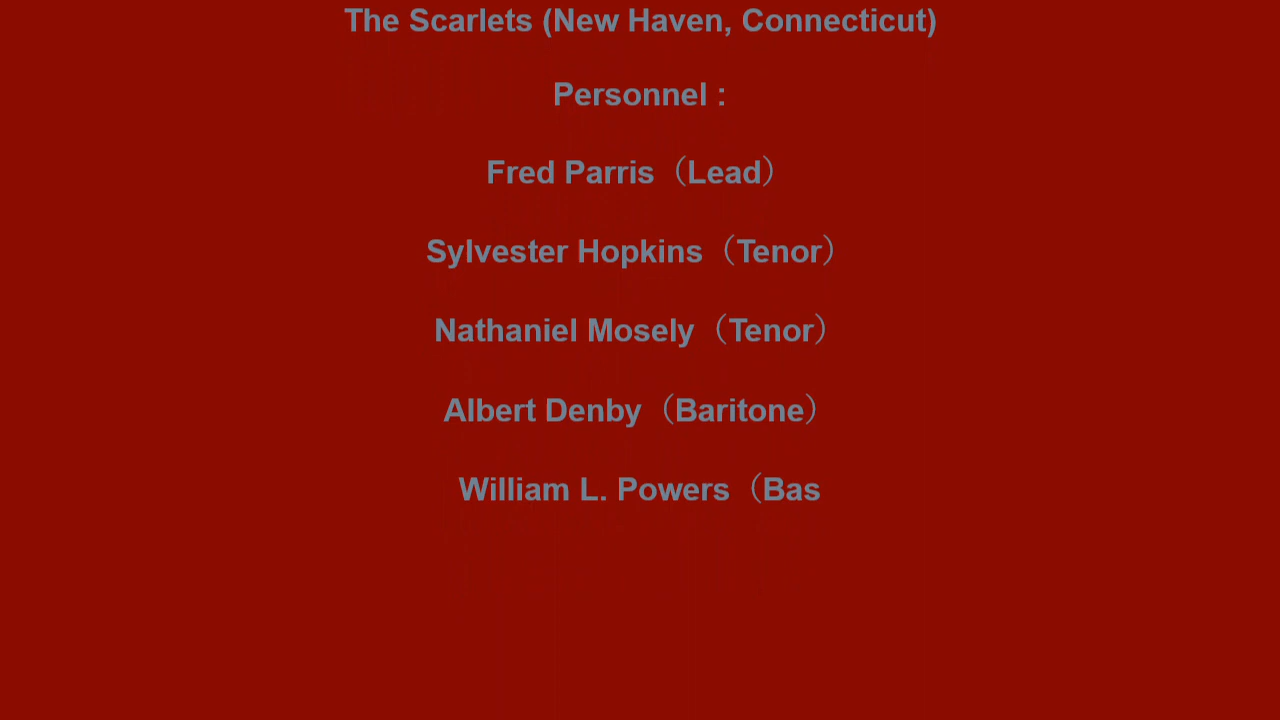 The Scarlets (New Haven, Connecticut)
Personnel :
Fred Parris（Lead）
Sylvester Hopkins（Tenor）
Nathaniel Mosely（Tenor）
Albert Denby（Baritone）
William L. Powers（Bas